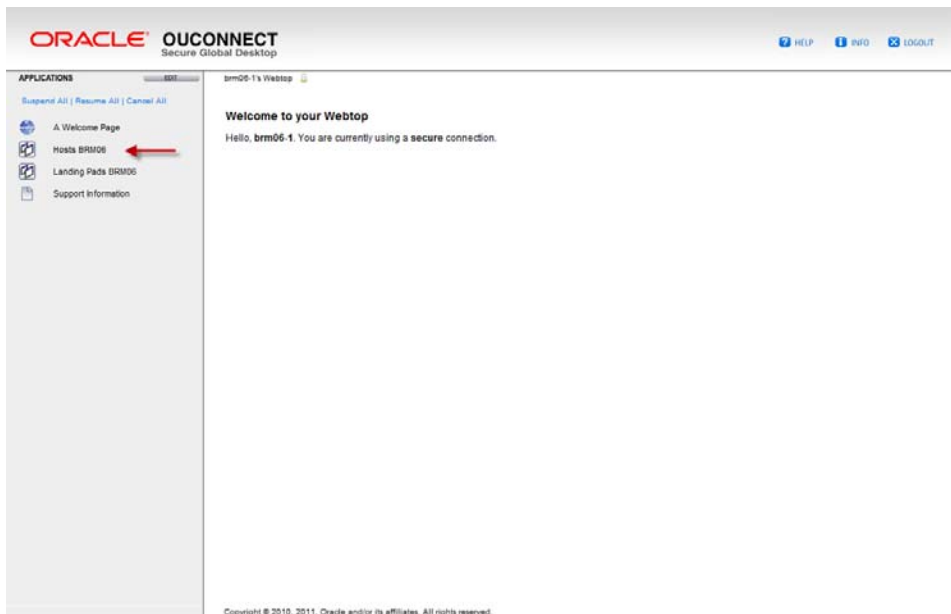 ORACLE OUCONNECT
Secure Global Desktop
HELP INFO LOGOUT
APPLICATIONS EDIT
brm06-1's Webtop
Suspend All | Resume All | Cancel All
A Welcome Page
Hosts BRM06
Landing Pads BRM06
Support Information
Welcome to your Webtop
Hello, brm06-1. You are currently using a secure connection.
Copyright © 2010, 2011, Oracle and/or its affiliates. All rights reserved.